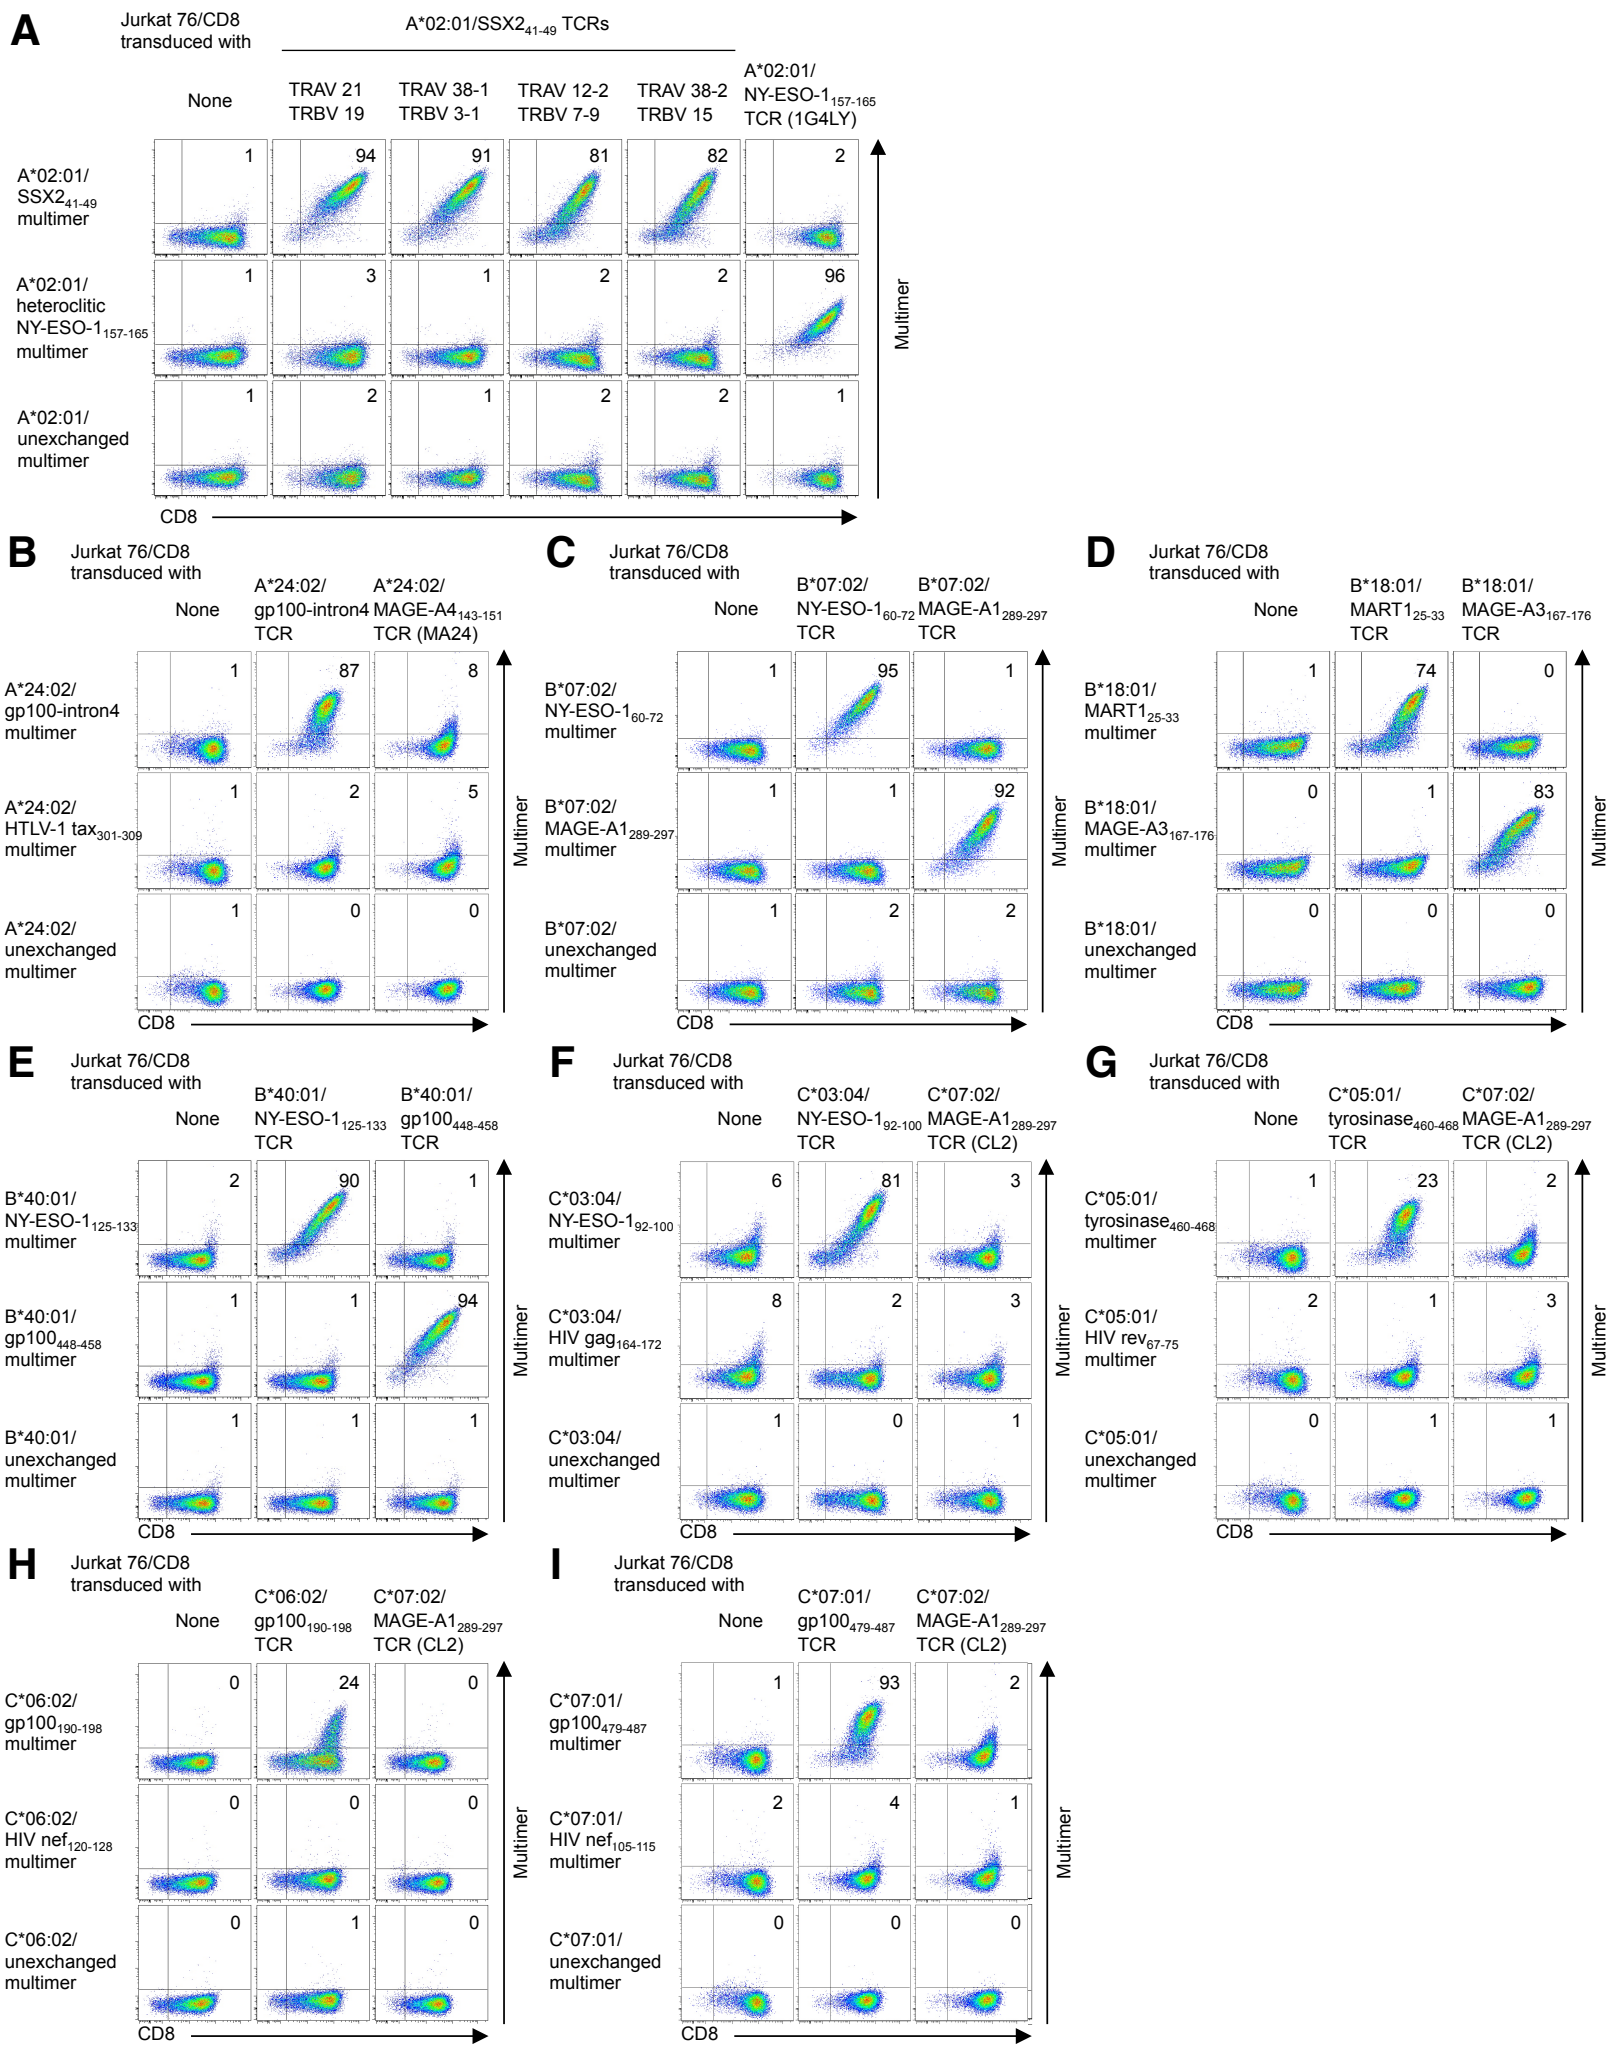 A
Jurkat 76/CD8
transduced with
A*02:01/SSX2₄₁₋₄₉ TCRs
None
TRAV 21
TRBV 19
TRAV 38-1
TRBV 3-1
TRAV 12-2
TRBV 7-9
TRAV 38-2
TRBV 15
A*02:01/
NY-ESO-1₁₅₇₋₁₆₅
TCR (1G4LY)
A*02:01/
SSX2₄₁₋₄₉
multimer
1 94 91 81 82 2
A*02:01/
heteroclitic
NY-ESO-1₁₅₇₋₁₆₅
multimer
1 3 1 2 2 96
A*02:01/
unexchanged
multimer
1 2 1 2 2 1
Multimer
CD8
B
Jurkat 76/CD8
transduced with
None
A*24:02/
gp100-intron4
TCR
A*24:02/
MAGE-A4₁₄₃₋₁₅₁
TCR (MA24)
A*24:02/
gp100-intron4
multimer
1 87 8
A*24:02/
HTLV-1 tax₃₀₁₋₃₀₉
multimer
1 2 5
A*24:02/
unexchanged
multimer
1 0 0
Multimer
CD8
C
Jurkat 76/CD8
transduced with
None
B*07:02/
NY-ESO-1₆₀₋₇₂
TCR
B*07:02/
MAGE-A1₂₈₉₋₂₉₇
TCR
B*07:02/
NY-ESO-1₆₀₋₇₂
multimer
1 95 1
B*07:02/
MAGE-A1₂₈₉₋₂₉₇
multimer
1 1 92
B*07:02/
unexchanged
multimer
1 2 2
Multimer
CD8
D
Jurkat 76/CD8
transduced with
None
B*18:01/
MART1₂₅₋₃₃
TCR
B*18:01/
MAGE-A3₁₆₇₋₁₇₆
TCR
B*18:01/
MART1₂₅₋₃₃
multimer
1 74 0
B*18:01/
MAGE-A3₁₆₇₋₁₇₆
multimer
0 1 83
B*18:01/
unexchanged
multimer
0 0 0
Multimer
CD8
E
Jurkat 76/CD8
transduced with
None
B*40:01/
NY-ESO-1₁₂₅₋₁₃₃
TCR
B*40:01/
gp100₄₄₈₋₄₅₈
TCR
B*40:01/
NY-ESO-1₁₂₅₋₁₃₃
multimer
2 90 1
B*40:01/
gp100₄₄₈₋₄₅₈
multimer
1 1 94
B*40:01/
unexchanged
multimer
1 1 1
Multimer
CD8
F
Jurkat 76/CD8
transduced with
None
C*03:04/
NY-ESO-1₉₂₋₁₀₀
TCR
C*07:02/
MAGE-A1₂₈₉₋₂₉₇
TCR (CL2)
C*03:04/
NY-ESO-1₉₂₋₁₀₀
multimer
6 81 3
C*03:04/
HIV gag₁₆₄₋₁₇₂
multimer
8 2 3
C*03:04/
unexchanged
multimer
1 0 1
Multimer
CD8
G
Jurkat 76/CD8
transduced with
None
C*05:01/
tyrosinase₄₆₀₋₄₆₈
TCR
C*07:02/
MAGE-A1₂₈₉₋₂₉₇
TCR (CL2)
C*05:01/
tyrosinase₄₆₀₋₄₆₈
multimer
1 23 2
C*05:01/
HIV rev₆₇₋₇₅
multimer
2 1 3
C*05:01/
unexchanged
multimer
0 1 1
Multimer
CD8
H
Jurkat 76/CD8
transduced with
None
C*06:02/
gp100₁₉₀₋₁₉₈
TCR
C*07:02/
MAGE-A1₂₈₉₋₂₉₇
TCR (CL2)
C*06:02/
gp100₁₉₀₋₁₉₈
multimer
0 24 0
C*06:02/
HIV nef₁₂₀₋₁₂₈
multimer
0 0 0
C*06:02/
unexchanged
multimer
0 1 0
Multimer
CD8
I
Jurkat 76/CD8
transduced with
None
C*07:01/
gp100₄₇₉₋₄₈₇
TCR
C*07:02/
MAGE-A1₂₈₉₋₂₉₇
TCR (CL2)
C*07:01/
gp100₄₇₉₋₄₈₇
multimer
1 93 2
C*07:01/
HIV nef₁₀₅₋₁₁₅
multimer
2 4 1
C*07:01/
unexchanged
multimer
0 0 0
Multimer
CD8